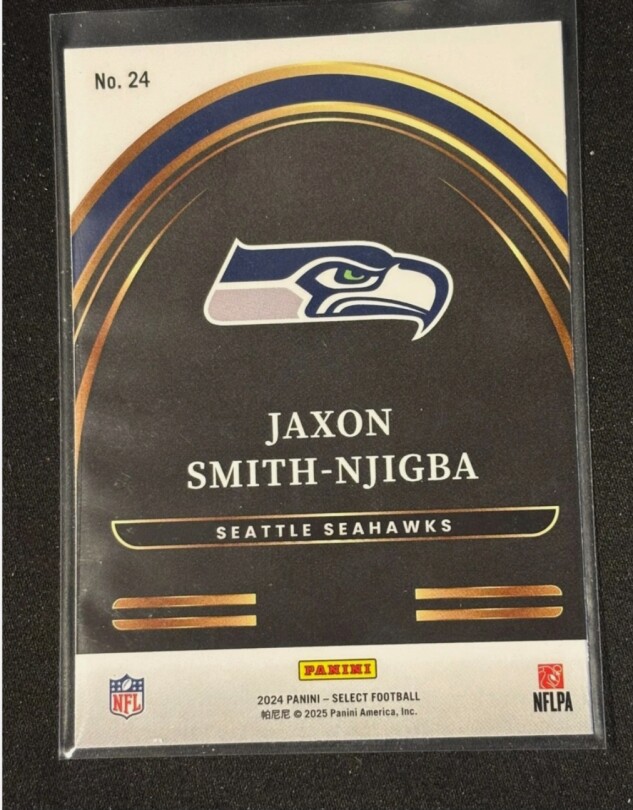 No. 24
JAXON
SMITH-NJIGBA
SEATTLE SEAHAWKS
PANINI
NFL
2024 PANINI – SELECT FOOTBALL
帕尼尼 © 2025 Panini America, Inc.
NFLPA